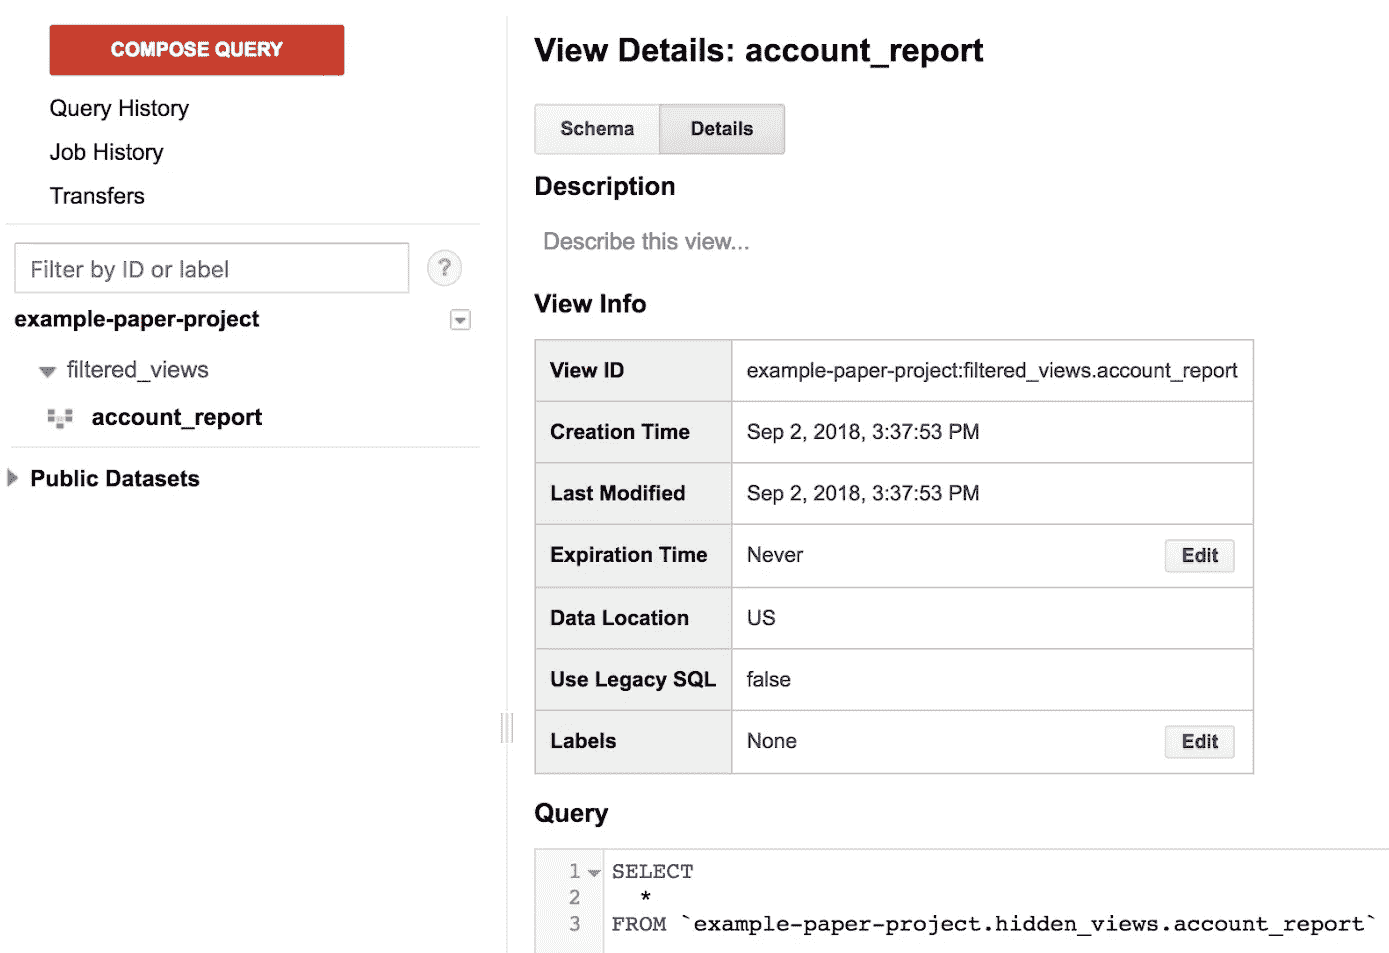 COMPOSE QUERY
Query History
Job History
Transfers
Filter by ID or label
?
example-paper-project
filtered_views
account_report
Public Datasets
View Details: account_report
Schema Details
Description
Describe this view...
View Info
View ID example-paper-project:filtered_views.account_report
Creation Time Sep 2, 2018, 3:37:53 PM
Last Modified Sep 2, 2018, 3:37:53 PM
Expiration Time Never Edit
Data Location US
Use Legacy SQL false
Labels None Edit
Query
1 SELECT
2 *
3 FROM `example-paper-project.hidden_views.account_report`